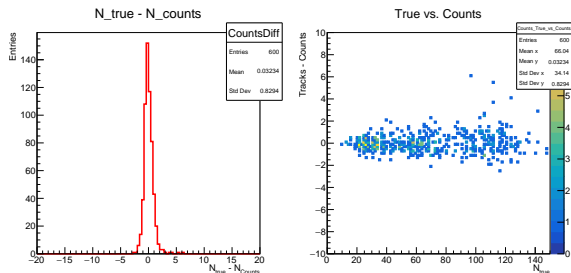 N_true - N_counts
Entries
CountsDiff
Entries 600
Mean 0.03234
Std Dev 0.8294
0
20
40
60
80
100
120
140
−20 −15 −10 −5 0 5 10 15 20
N_true - N_Counts
True vs. Counts
Tracks - Counts
Counts_True_vs_Counts
Entries 600
Mean x 66.04
Mean y 0.03234
Std Dev x 34.14
Std Dev y 0.8294
10
8
6
4
2
0
−2
−4
−6
−8
−10
0 20 40 60 80 100 120 140
N_true
5
4
3
2
1
0